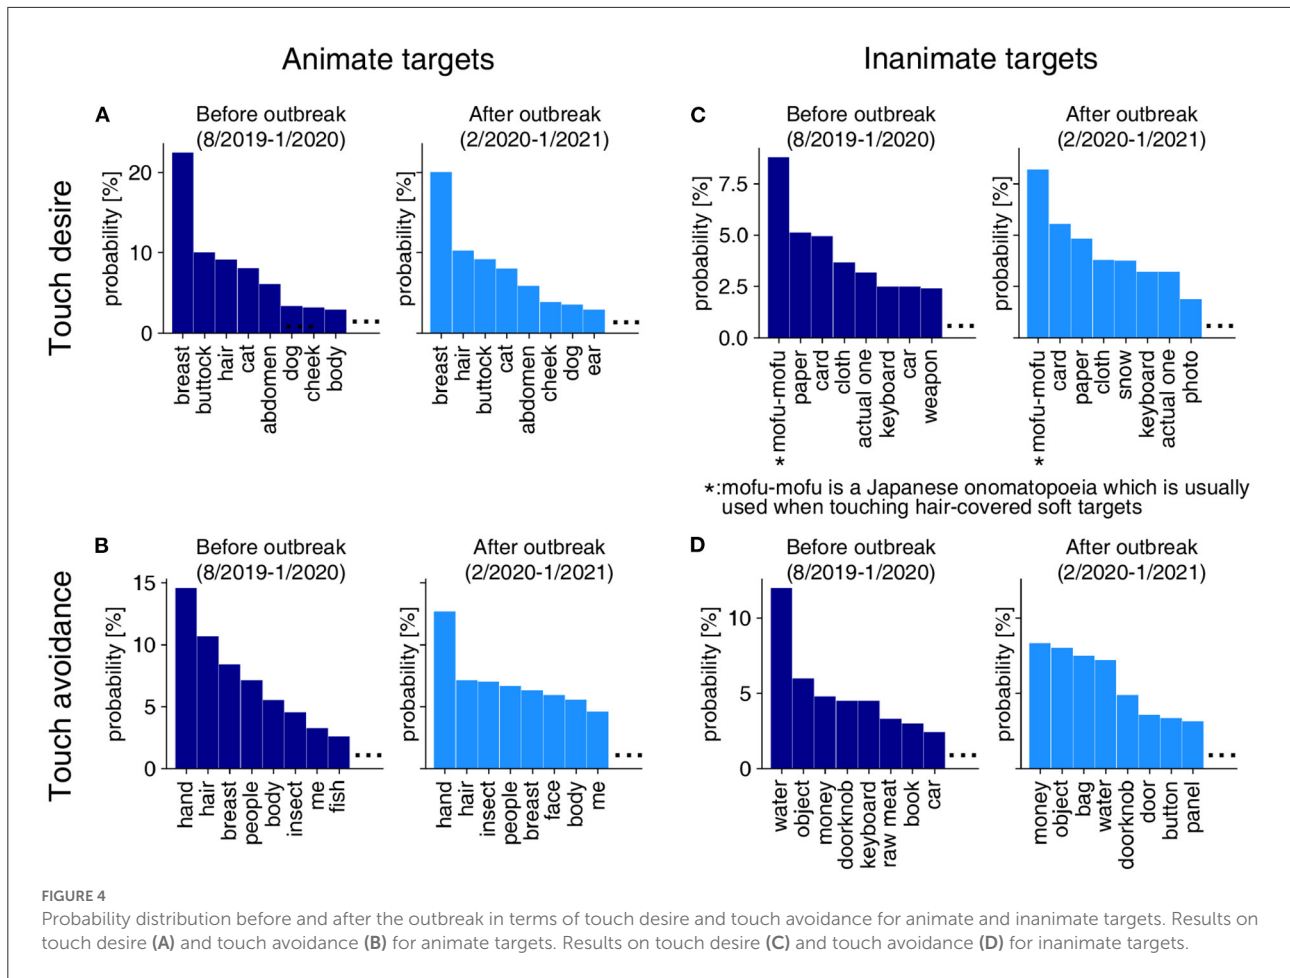 Animate targets
Inanimate targets
Touch desire
A
Before outbreak
(8/2019-1/2020)
probability [%]
20
10
0
breast
buttock
hair
cat
abdomen
dog
cheek
body
...
After outbreak
(2/2020-1/2021)
probability [%]
breast
hair
buttock
cat
abdomen
cheek
dog
ear
...
C
Before outbreak
(8/2019-1/2020)
probability [%]
7.5
5.0
2.5
0.0
* mofu-mofu
paper
card
cloth
actual one
keyboard
car
weapon
...
After outbreak
(2/2020-1/2021)
probability [%]
* mofu-mofu
card
paper
cloth
snow
keyboard
actual one
photo
...
*:mofu-mofu is a Japanese onomatopoeia which is usually
used when touching hair-covered soft targets
Touch avoidance
B
Before outbreak
(8/2019-1/2020)
probability [%]
15
10
5
0
hand
hair
breast
people
body
insect
me
fish
...
After outbreak
(2/2020-1/2021)
probability [%]
hand
hair
insect
people
breast
face
body
me
...
D
Before outbreak
(8/2019-1/2020)
probability [%]
10
5
0
water
object
money
doorknob
keyboard
raw meat
book
car
...
After outbreak
(2/2020-1/2021)
probability [%]
money
object
bag
water
doorknob
door
button
panel
...
FIGURE 4
Probability distribution before and after the outbreak in terms of touch desire and touch avoidance for animate and inanimate targets. Results on
touch desire (A) and touch avoidance (B) for animate targets. Results on touch desire (C) and touch avoidance (D) for inanimate targets.